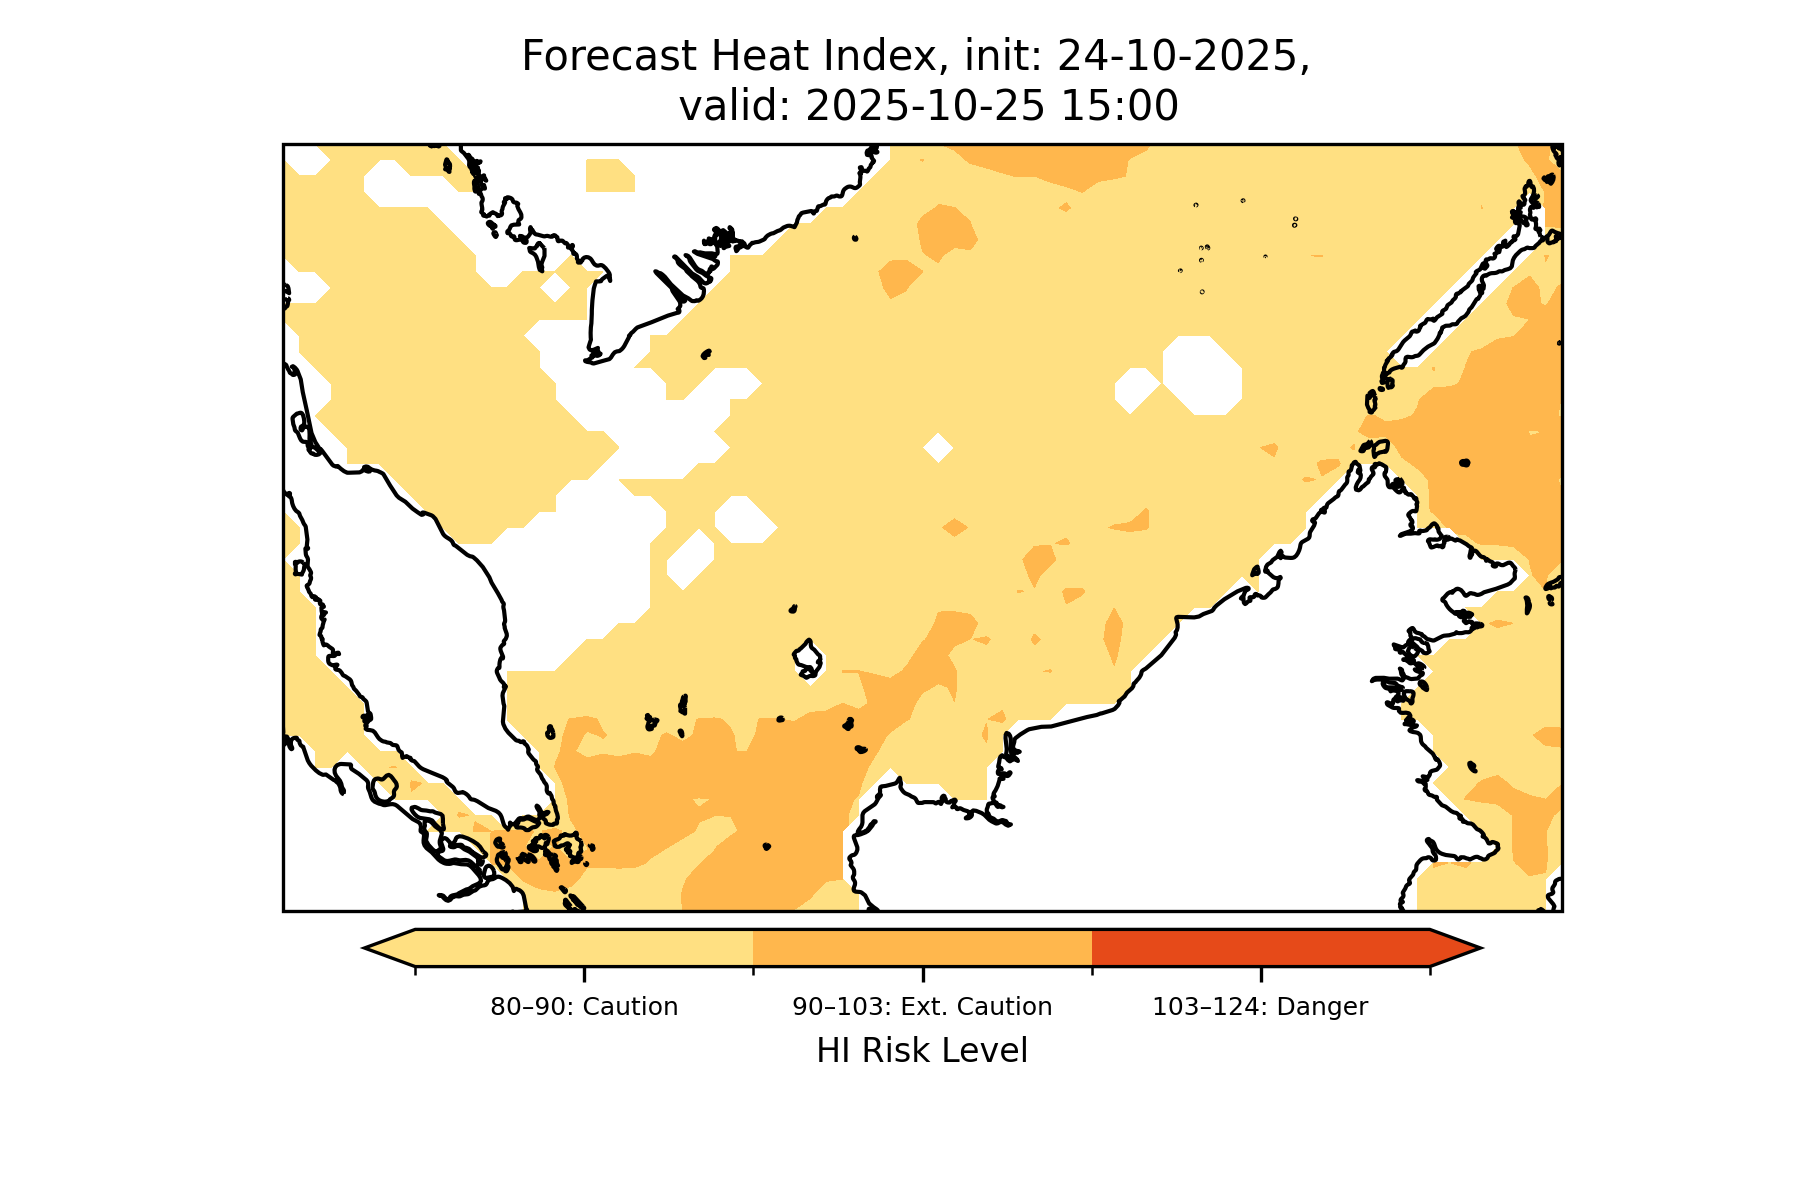 Forecast Heat Index, init: 24-10-2025,
valid: 2025-10-25 15:00
80–90: Caution
90–103: Ext. Caution
103–124: Danger
HI Risk Level